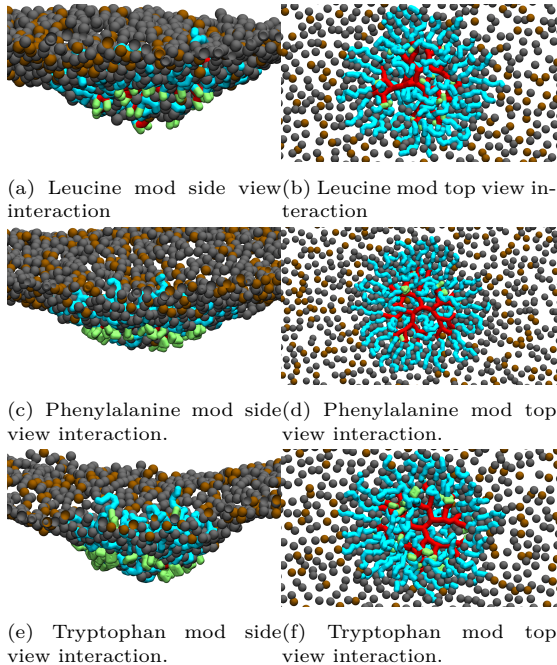 (a) Leucine mod side view
interaction
(b) Leucine mod top view in-
teraction
(c) Phenylalanine mod side
view interaction.
(d) Phenylalanine mod top
view interaction.
(e) Tryptophan mod side
view interaction.
(f) Tryptophan mod top
view interaction.